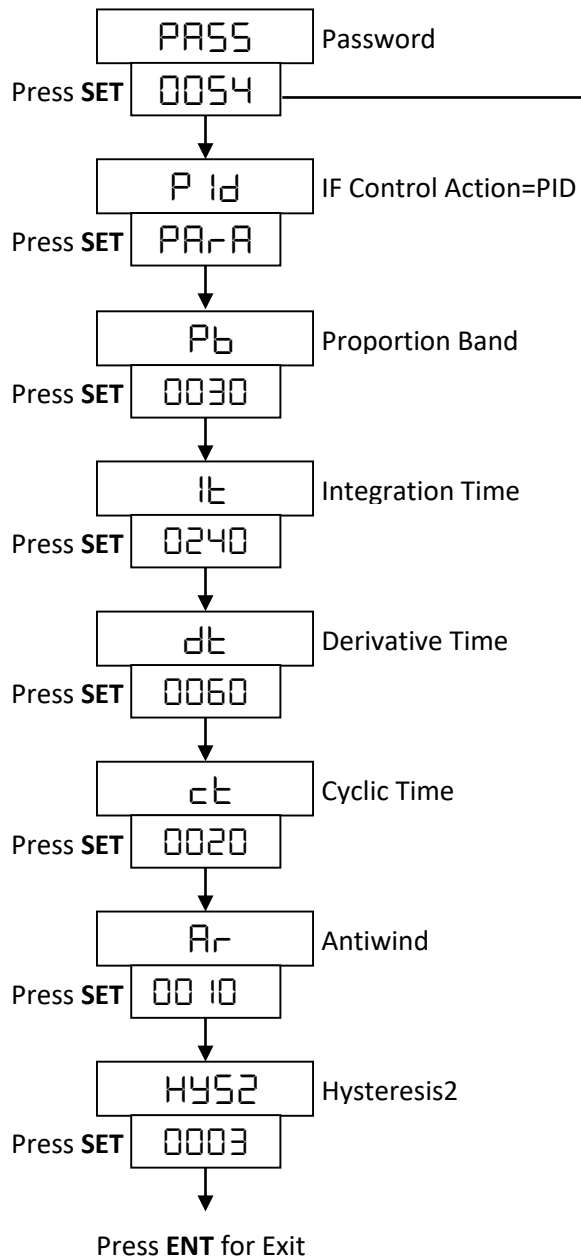 PASS Password
Press SET 0054
PId IF Control Action=PID
Press SET PArA
Pb Proportion Band
Press SET 0030
It Integration Time
Press SET 0240
dt Derivative Time
Press SET 0060
ct Cyclic Time
Press SET 0020
Ar Antiwind
Press SET 0010
HYS2 Hysteresis2
Press SET 0003
Press ENT for Exit